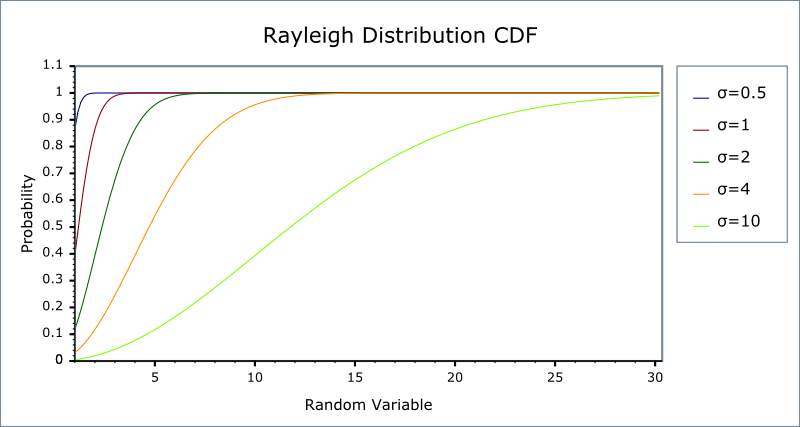 Rayleigh Distribution CDF
1.1
1
0.9
0.8
0.7
0.6
0.5
0.4
0.3
0.2
0.1
0
Probability
5
10
15
20
25
30
Random Variable
σ=0.5
σ=1
σ=2
σ=4
σ=10